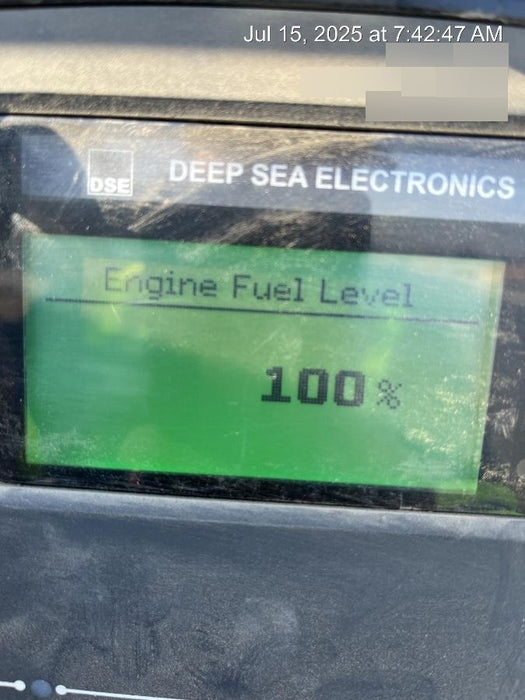 Jul 15, 2025 at 7:42:47 AM
DSE DEEP SEA ELECTRONICS
Engine Fuel Level
100 %